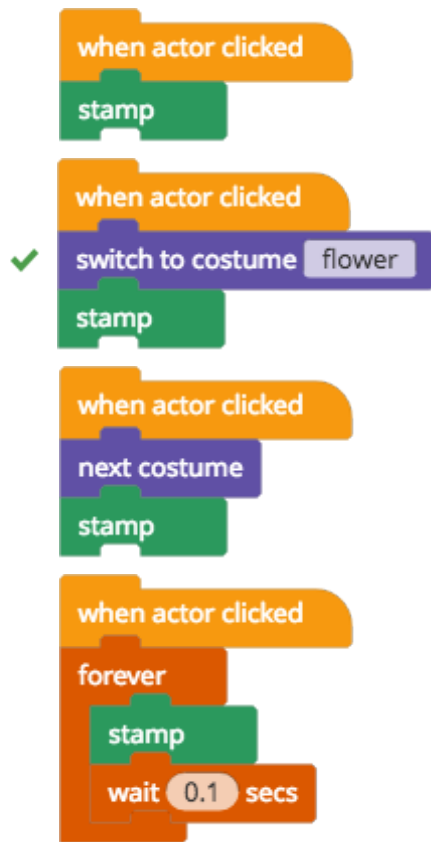 when actor clicked
stamp
when actor clicked
switch to costume flower
stamp
when actor clicked
next costume
stamp
when actor clicked
forever
stamp
wait 0.1 secs